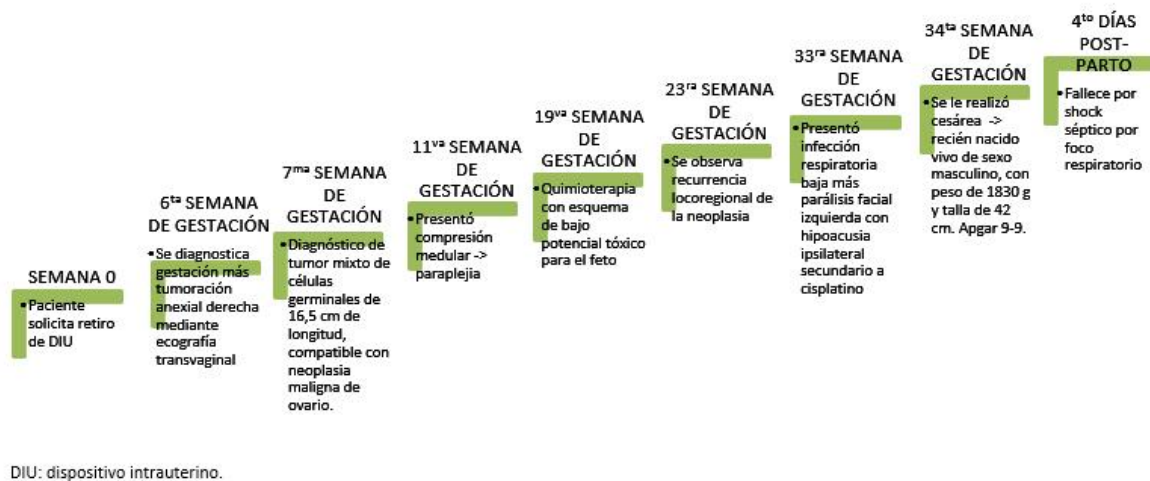 SEMANA 0
•Paciente
solicita retiro
de DIU
6ta SEMANA
DE GESTACIÓN
•Se diagnostica
gestación más
tumoración
anexial derecha
mediante
ecografía
transvaginal
7ma SEMANA
DE
GESTACIÓN
•Diagnóstico de
tumor mixto de
células
germinales de
16,5 cm de
longitud,
compatible con
neoplasia
maligna de
ovario.
11va SEMANA
DE
GESTACIÓN
•Presentó
compresión
medular ->
paraplejia
19va SEMANA
DE
GESTACIÓN
•Quimioterapia
con esquema
de bajo
potencial tóxico
para el feto
23ra SEMANA
DE
GESTACIÓN
•Se observa
recurrencia
locoregional de
la neoplasia
33ra SEMANA
DE
GESTACIÓN
•Presentó
infección
respiratoria
baja más
parálisis facial
izquierda con
hipoacusia
ipsilateral
secundario a
cisplatino
34ta SEMANA
DE
GESTACIÓN
•Se le realizó
cesárea ->
recién nacido
vivo de sexo
masculino, con
peso de 1830 g
y talla de 42
cm. Apgar 9-9.
4to DÍAS
POST-
PARTO
•Fallece por
shock
séptico por
foco
respiratorio
DIU: dispositivo intrauterino.